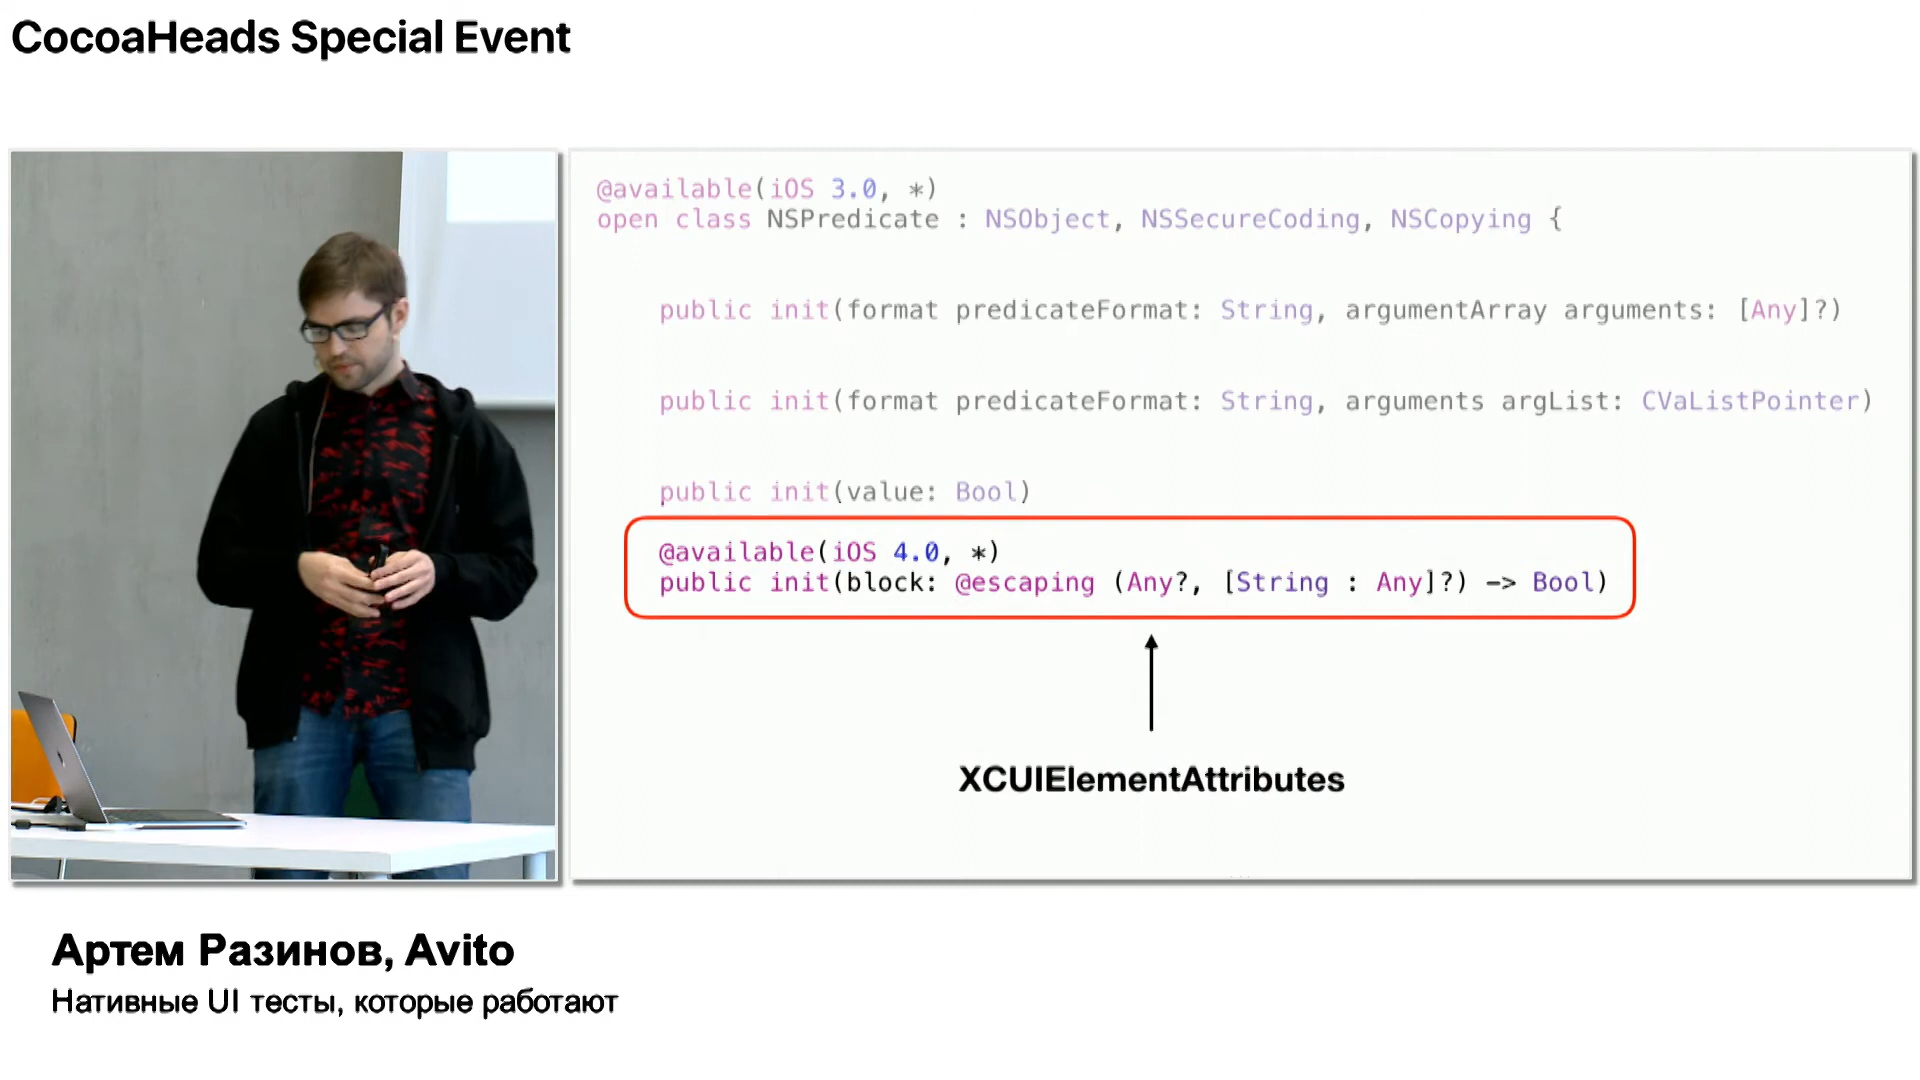 CocoaHeads Special Event
@available(iOS 3.0, *)
open class NSPredicate : NSObject, NSSecureCoding, NSCopying {
public init(format predicateFormat: String, argumentArray arguments: [Any]?)
public init(format predicateFormat: String, arguments argList: CVaListPointer)
public init(value: Bool)
@available(iOS 4.0, *)
public init(block: @escaping (Any?, [String : Any]?) -> Bool)
XCUIElementAttributes
Артем Разинов, Avito
Нативные UI тесты, которые работают